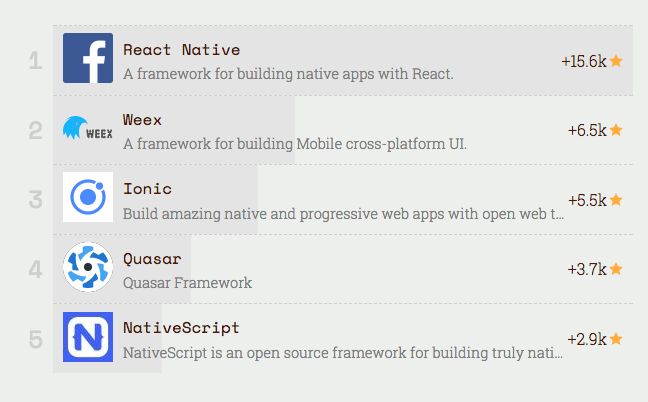 1
React Native
A framework for building native apps with React.
+15.6k
2
WEEX
Weex
A framework for building Mobile cross-platform UI.
+6.5k
3
Ionic
Build amazing native and progressive web apps with open web t...
+5.5k
4
Quasar
Quasar Framework
+3.7k
5
N
NativeScript
NativeScript is an open source framework for building truly nati...
+2.9k